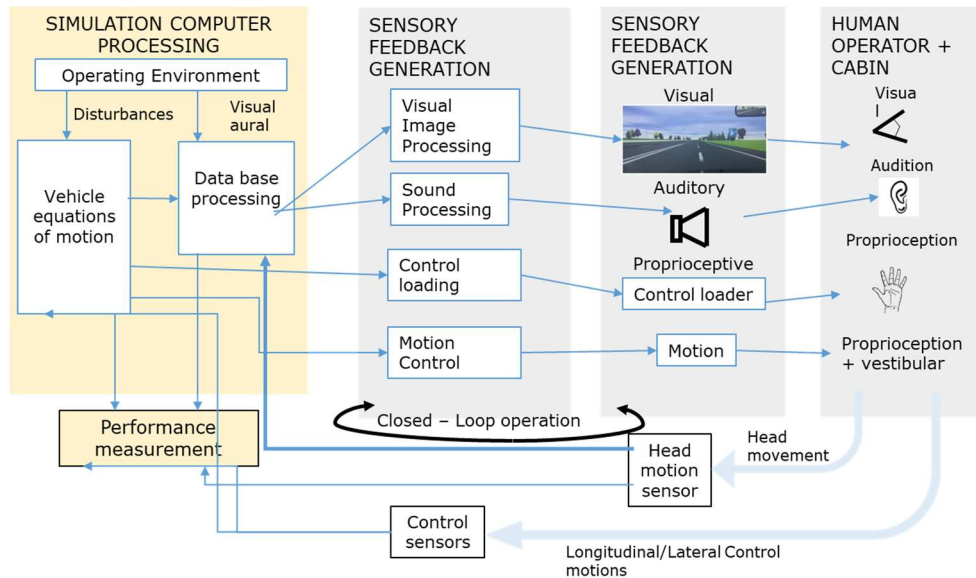 SIMULATION COMPUTER
PROCESSING
Operating Environment
Disturbances
Visual
aural
Vehicle
equations
of motion
Data base
processing
Performance
measurement
SENSORY
FEEDBACK
GENERATION
Visual
Image
Processing
Sound
Processing
Control
loading
Motion
Control
Closed – Loop operation
Control
sensors
SENSORY
FEEDBACK
GENERATION
Visual
Auditory
Proprioceptive
Control loader
Motion
Head
motion
sensor
HUMAN
OPERATOR +
CABIN
Visua
l
Audition
Proprioception
Proprioception
+ vestibular
Head
movement
Longitudinal/Lateral Control
motions